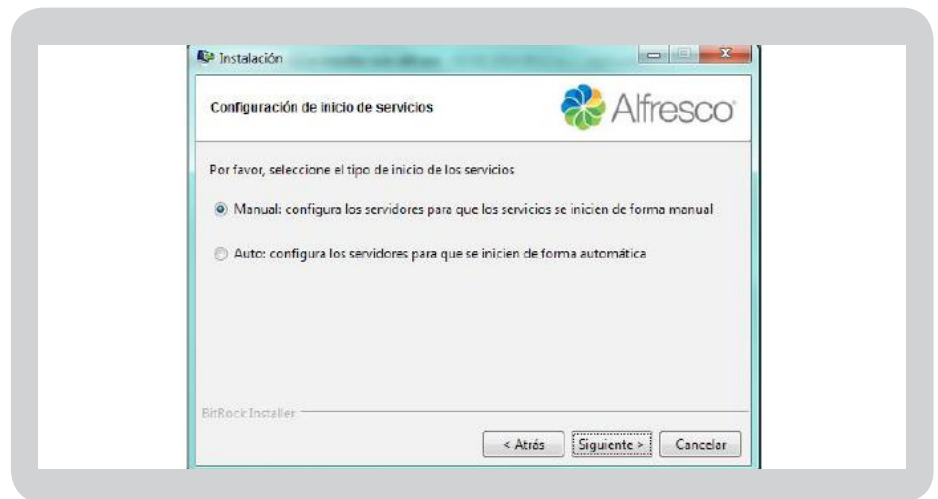 Instalación
Configuración de inicio de servicios
Alfresco
Por favor, seleccione el tipo de inicio de los servicios
Manual: configura los servidores para que los servicios se inicien de forma manual
Auto: configura los servidores para que se inicien de forma automática
BitRock Installer
< Atrás Siguiente > Cancelar